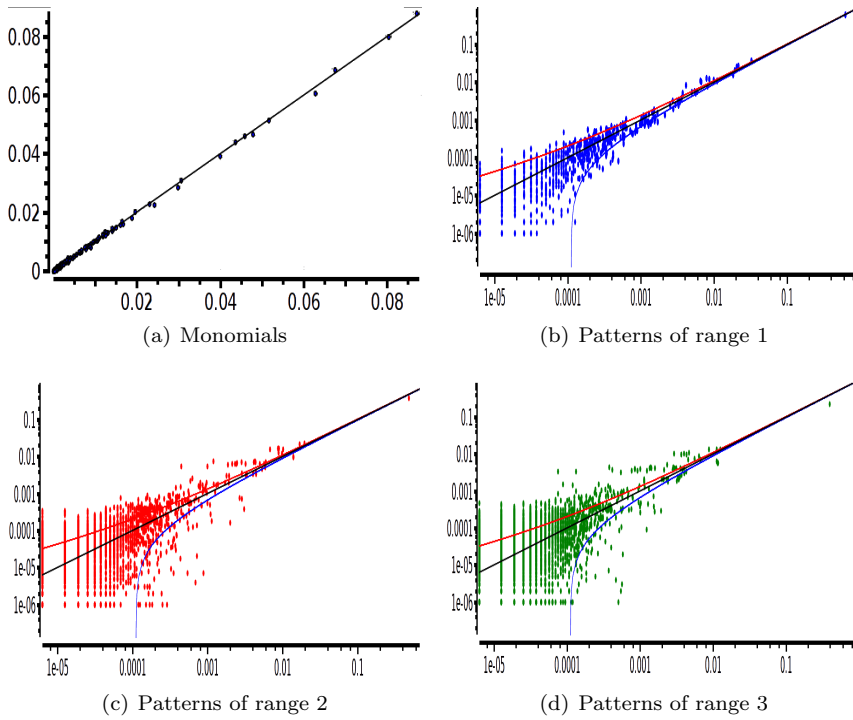 0.08
0.06
0.04
0.02
0
0.02 0.04 0.06 0.08
(a) Monomials
0.1
0.01
0.001
0.0001
1e-05
1e-06
1e-05 0.0001 0.001 0.01 0.1
(b) Patterns of range 1
0.1
0.01
0.001
0.0001
1e-05
1e-06
1e-05 0.0001 0.001 0.01 0.1
(c) Patterns of range 2
0.1
0.01
0.001
0.0001
1e-05
1e-06
1e-05 0.0001 0.001 0.01 0.1
(d) Patterns of range 3